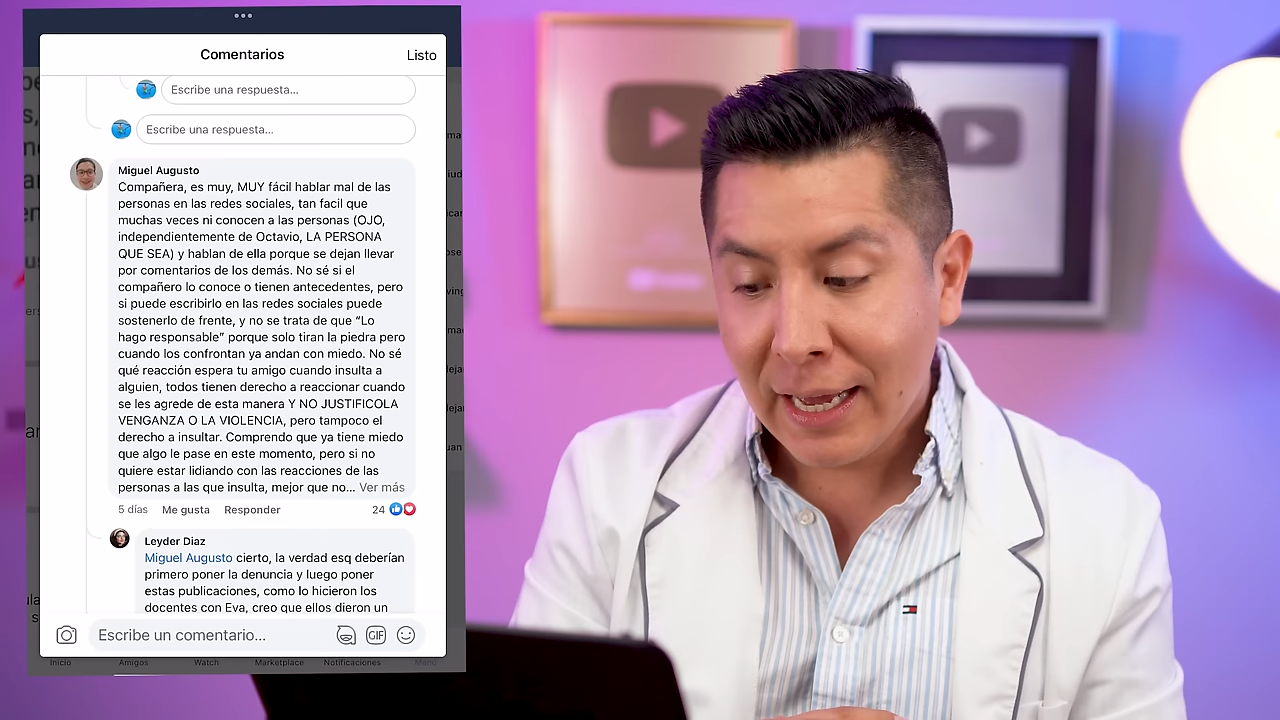 Comentarios
Listo
Escribe una respuesta...
Escribe una respuesta...
Miguel Augusto
Compañera, es muy, MUY fácil hablar mal de las
personas en las redes sociales, tan facil que
muchas veces ni conocen a las personas (OJO,
independientemente de Octavio, LA PERSONA
QUE SEA) y hablan de ella porque se dejan llevar
por comentarios de los demás. No sé si el
compañero lo conoce o tienen antecedentes, pero
si puede escribirlo en las redes sociales puede
sostenerlo de frente, y no se trata de que “Lo
hago responsable” porque solo tiran la piedra pero
cuando los confrontan ya andan con miedo. No sé
qué reacción espera tu amigo cuando insulta a
alguien, todos tienen derecho a reaccionar cuando
se les agrede de esta manera Y NO JUSTIFICOLA
VENGANZA O LA VIOLENCIA, pero tampoco el
derecho a insultar. Comprendo que ya tiene miedo
que algo le pase en este momento, pero si no
quiere estar lidiando con las reacciones de las
personas a las que insulta, mejor que no... Ver más
5 días Me gusta Responder 24
Leyder Diaz
Miguel Augusto cierto, la verdad esq deberían
primero poner la denuncia y luego poner
estas publicaciones, como lo hicieron los
docentes con Eva, creo que ellos dieron un
Escribe un comentario...
GIF
Inicio Amigos Watch Marketplace Notificaciones Menú